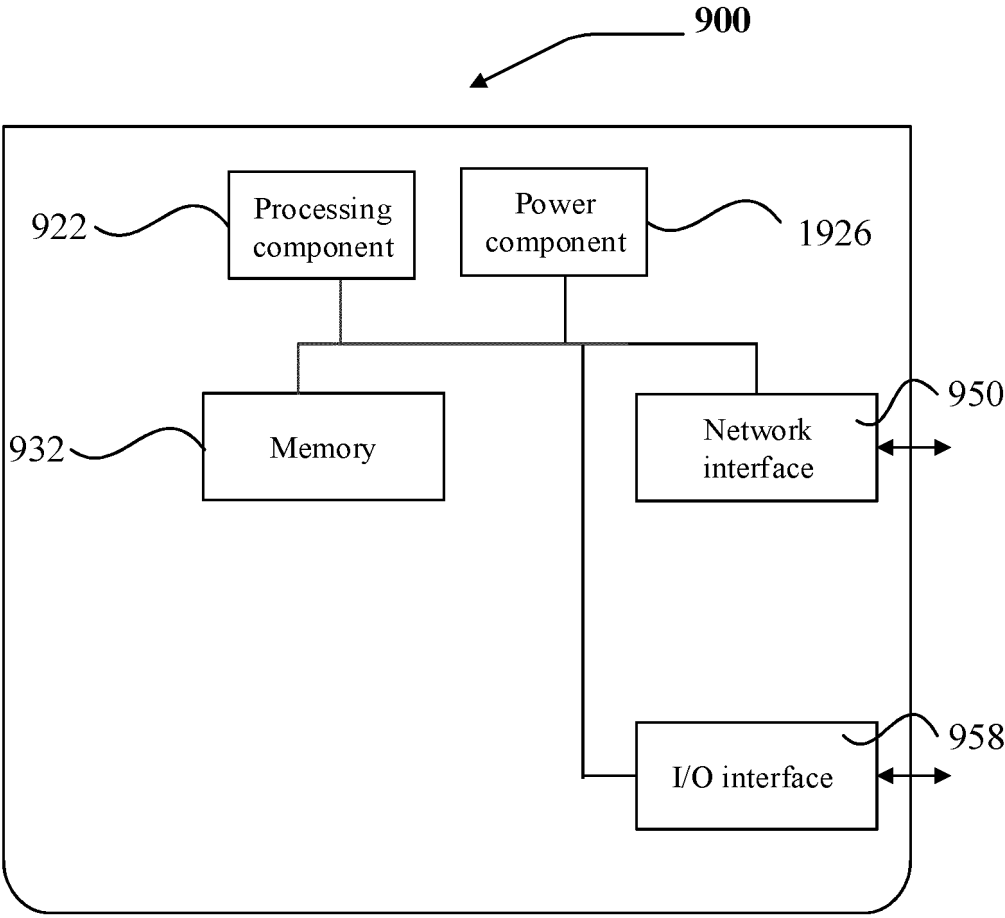 900
922
Processing
component
Power
component
1926
932
Memory
Network
interface
950
I/O interface
958